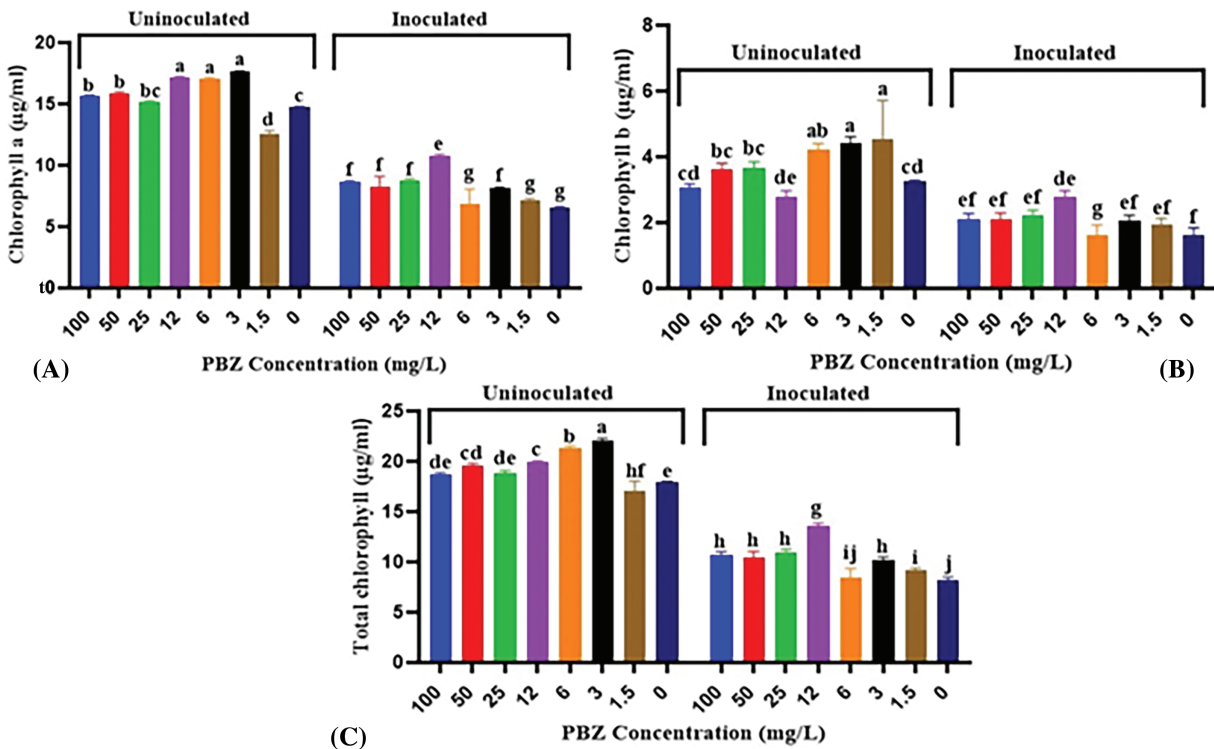 Uninoculated Inoculated
20
15
10
5
t0
Chlorophyll a (µg/ml)
b b bc a a a d c f f f e g f g g
100 50 25 12 6 3 1.5 0 100 50 25 12 6 3 1.5 0
PBZ Concentration (mg/L)
(A)
Uninoculated Inoculated
8
6
4
2
0
Chlorophyll b (µg/ml)
cd bc bc de ab a a cd ef ef ef de g ef ef f
100 50 25 12 6 3 1.5 0 100 50 25 12 6 3 1.5 0
PBZ Concentration (mg/L)
(B)
Uninoculated Inoculated
25
20
15
10
5
0
Total chlorophyll (µg/ml)
de cd de c b a hf e h h h g ij h i j
100 50 25 12 6 3 1.5 0 100 50 25 12 6 3 1.5 0
PBZ Concentration (mg/L)
(C)